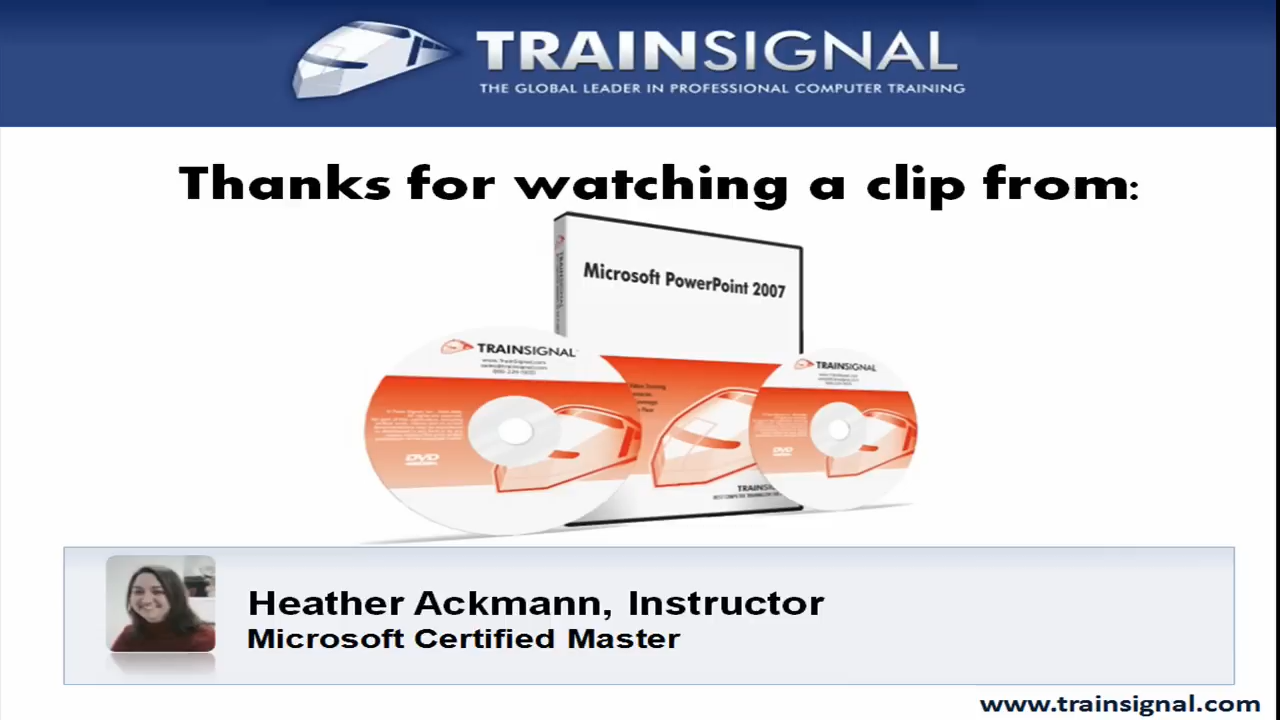 TRAINSIGNAL
THE GLOBAL LEADER IN PROFESSIONAL COMPUTER TRAINING
Thanks for watching a clip from:
Microsoft PowerPoint 2007
TRAINSIGNAL
TRAINSIGNAL
DVD
Heather Ackmann, Instructor
Microsoft Certified Master
www.trainsignal.com